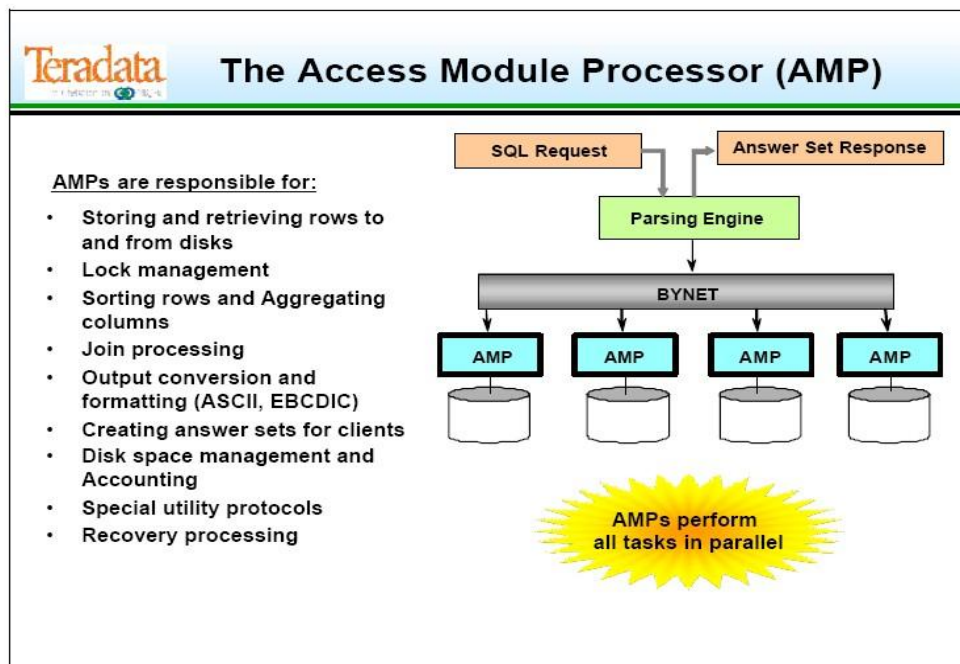 Teradata
The Access Module Processor (AMP)
AMPs are responsible for:
• Storing and retrieving rows to
and from disks
• Lock management
• Sorting rows and Aggregating
columns
• Join processing
• Output conversion and
formatting (ASCII, EBCDIC)
• Creating answer sets for clients
• Disk space management and
Accounting
• Special utility protocols
• Recovery processing
SQL Request
Answer Set Response
Parsing Engine
BYNET
AMP
AMP
AMP
AMP
AMPs perform
all tasks in parallel